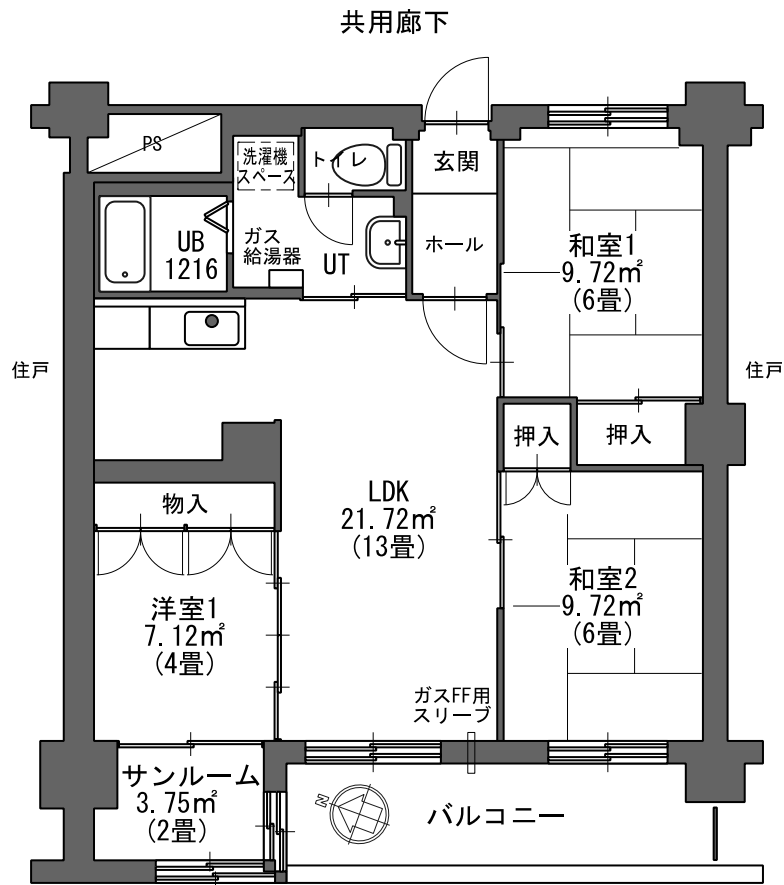 共用廊下
PS
洗濯機
スペース
トイレ
玄関
UB
1216
ガス
給湯器
UT
ホール
和室1
9.72㎡
(6畳)
住戸
住戸
押入
押入
物入
LDK
21.72㎡
(13畳)
洋室1
7.12㎡
(4畳)
和室2
9.72㎡
(6畳)
ガスFF用
スリーブ
サンルーム
3.75㎡
(2畳)
N
バルコニー